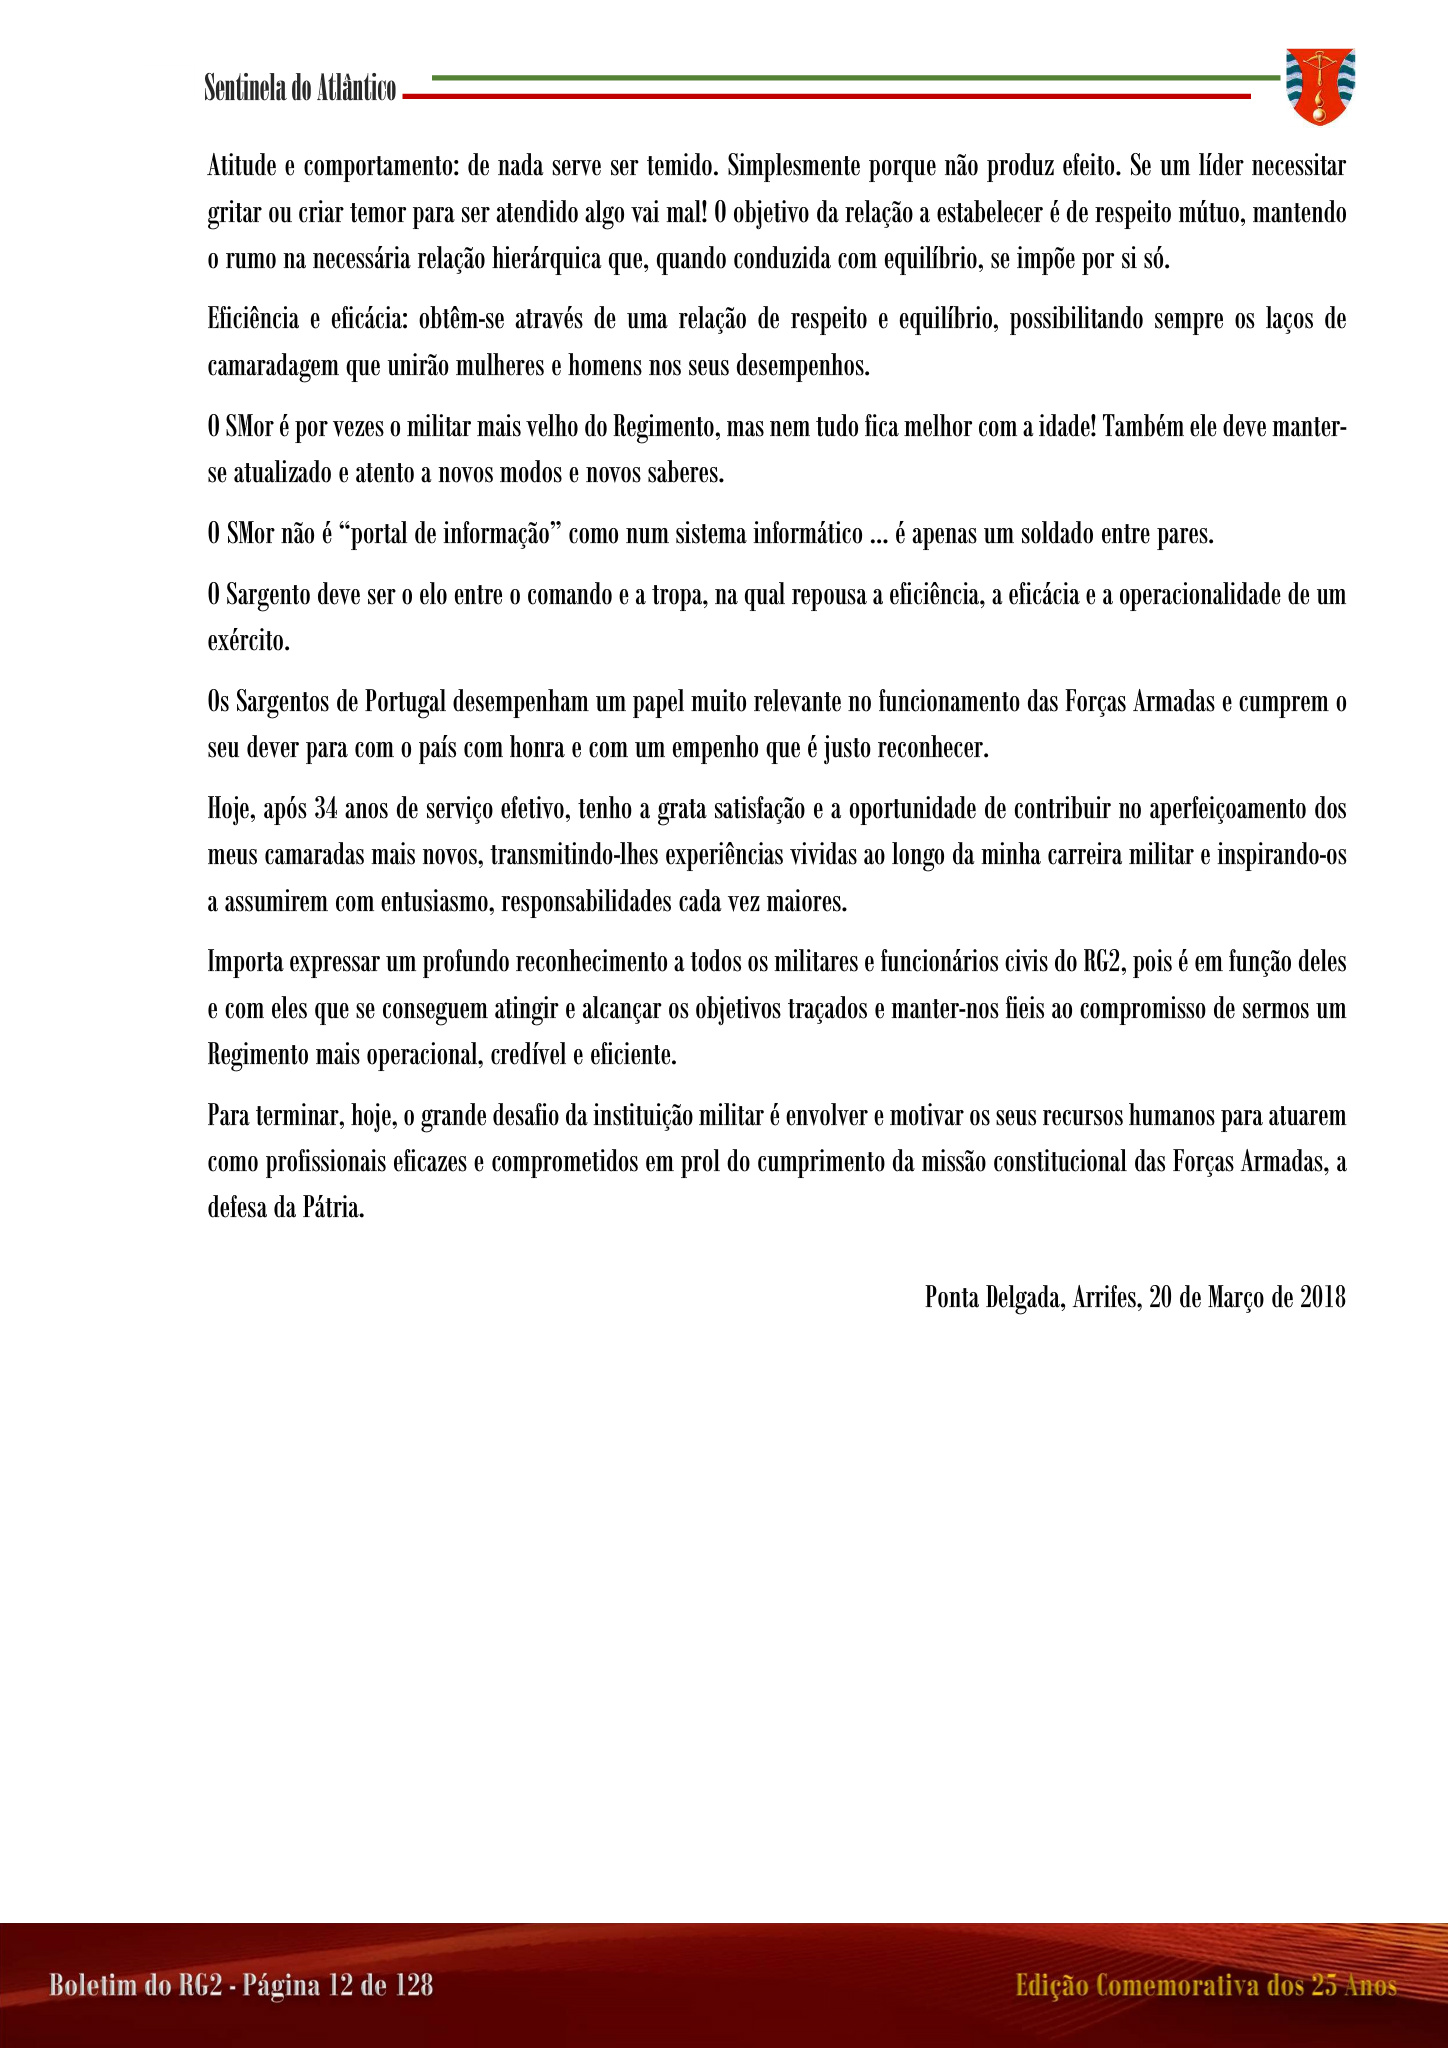 Sentinela do Atlântico
Atitude e comportamento: de nada serve ser temido. Simplesmente porque não produz efeito. Se um líder necessitar
gritar ou criar temor para ser atendido algo vai mal! O objetivo da relação a estabelecer é de respeito mútuo, mantendo
o rumo na necessária relação hierárquica que, quando conduzida com equilíbrio, se impõe por si só.
Eficiência e eficácia: obtêm-se através de uma relação de respeito e equilíbrio, possibilitando sempre os laços de
camaradagem que unirão mulheres e homens nos seus desempenhos.
O SMor é por vezes o militar mais velho do Regimento, mas nem tudo fica melhor com a idade! Também ele deve manter-
se atualizado e atento a novos modos e novos saberes.
O SMor não é “portal de informação” como num sistema informático ... é apenas um soldado entre pares.
O Sargento deve ser o elo entre o comando e a tropa, na qual repousa a eficiência, a eficácia e a operacionalidade de um
exército.
Os Sargentos de Portugal desempenham um papel muito relevante no funcionamento das Forças Armadas e cumprem o
seu dever para com o país com honra e com um empenho que é justo reconhecer.
Hoje, após 34 anos de serviço efetivo, tenho a grata satisfação e a oportunidade de contribuir no aperfeiçoamento dos
meus camaradas mais novos, transmitindo-lhes experiências vividas ao longo da minha carreira militar e inspirando-os
a assumirem com entusiasmo, responsabilidades cada vez maiores.
Importa expressar um profundo reconhecimento a todos os militares e funcionários civis do RG2, pois é em função deles
e com eles que se conseguem atingir e alcançar os objetivos traçados e manter-nos fieis ao compromisso de sermos um
Regimento mais operacional, credível e eficiente.
Para terminar, hoje, o grande desafio da instituição militar é envolver e motivar os seus recursos humanos para atuarem
como profissionais eficazes e comprometidos em prol do cumprimento da missão constitucional das Forças Armadas, a
defesa da Pátria.
Ponta Delgada, Arrifes, 20 de Março de 2018
Boletim do RG2 - Página 12 de 128
Edição Comemorativa dos 25 Anos